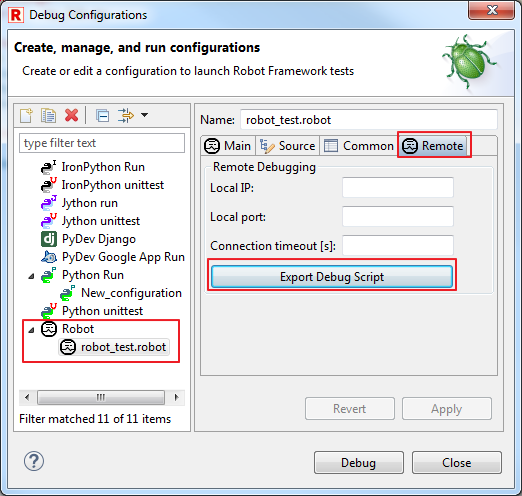 Debug Configurations
Create, manage, and run configurations
Create or edit a configuration to launch Robot Framework tests
type filter text
IronPython Run
IronPython unittest
Jython run
Jython unittest
PyDev Django
PyDev Google App Run
Python Run
New_configuration
Python unittest
Robot
robot_test.robot
Filter matched 11 of 11 items
Name: robot_test.robot
Main Source Common Remote
Remote Debugging
Local IP:
Local port:
Connection timeout [s]:
Export Debug Script
Revert Apply
Debug Close